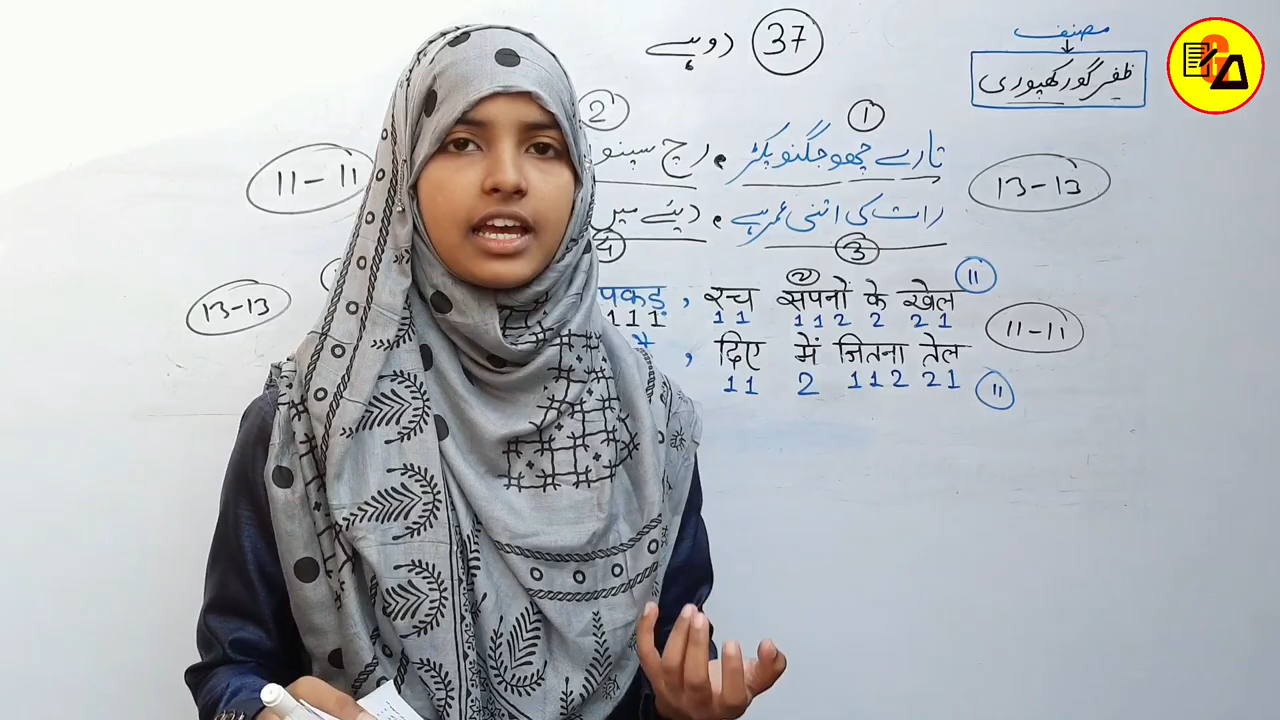 37 دوہے
مصنف
ظفر گورکھپوری
2 1
تارے چھو جگنو پکڑ ، رچ سپنو
11 – 11
13 – 13
رات کی اتنی عمر ہے ، دیئے میں
4 3
पकड़ , रच सपनों के खेल 11
2
111 11 112 2 21
13-13
11-11
, दिए में जितना तेल
11 2 112 21 11